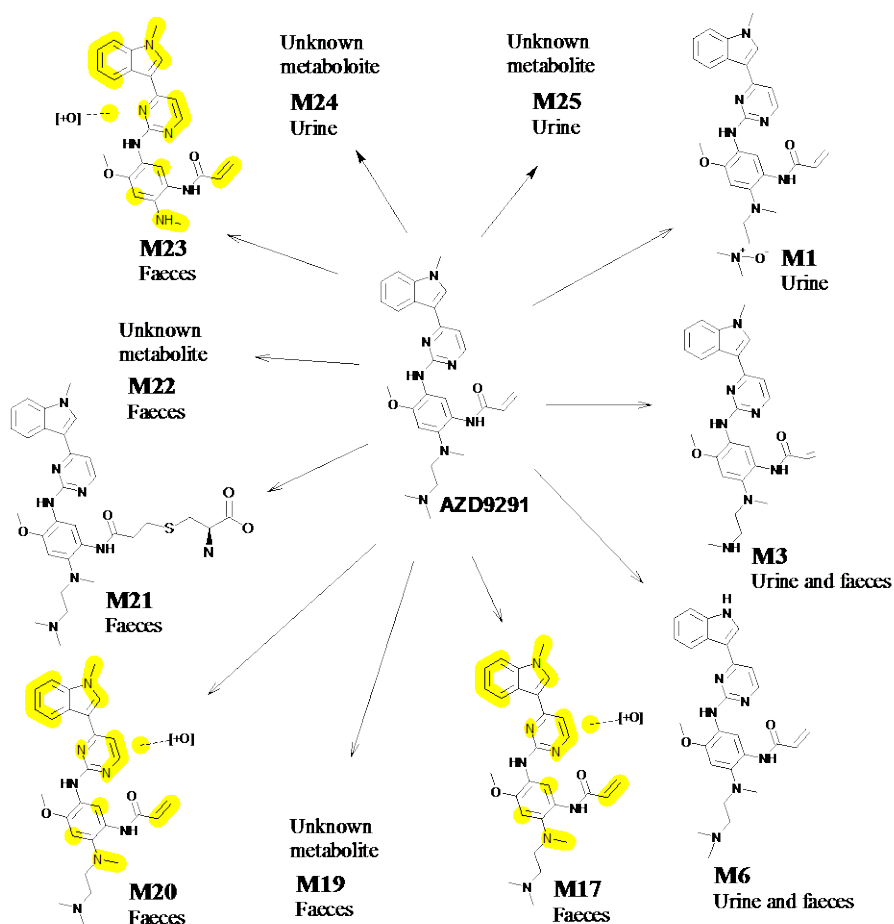 Unknown
metaboloite
M24
Urine
Unknown
metabolite
M25
Urine
N
N
N
HN
O
O
NH
N
N+
O-
M1
Urine
[+O]
N
N
N
HN
O
O
NH
NH
M23
Faeces
Unknown
metabolite
M22
Faeces
N
N
N
HN
O
O
NH
N
N
AZD9291
N
N
N
HN
O
O
NH
N
NH
M3
Urine and faeces
N
N
N
HN
O
O
NH
S
O
O
N
N
N
M21
Faeces
[+O]
N
N
N
HN
O
O
NH
N
N
M20
Faeces
Unknown
metabolite
M19
Faeces
[+O]
N
N
N
HN
O
O
NH
N
N
M17
Faeces
H
N
N
N
HN
O
O
NH
N
N
M6
Urine and faeces